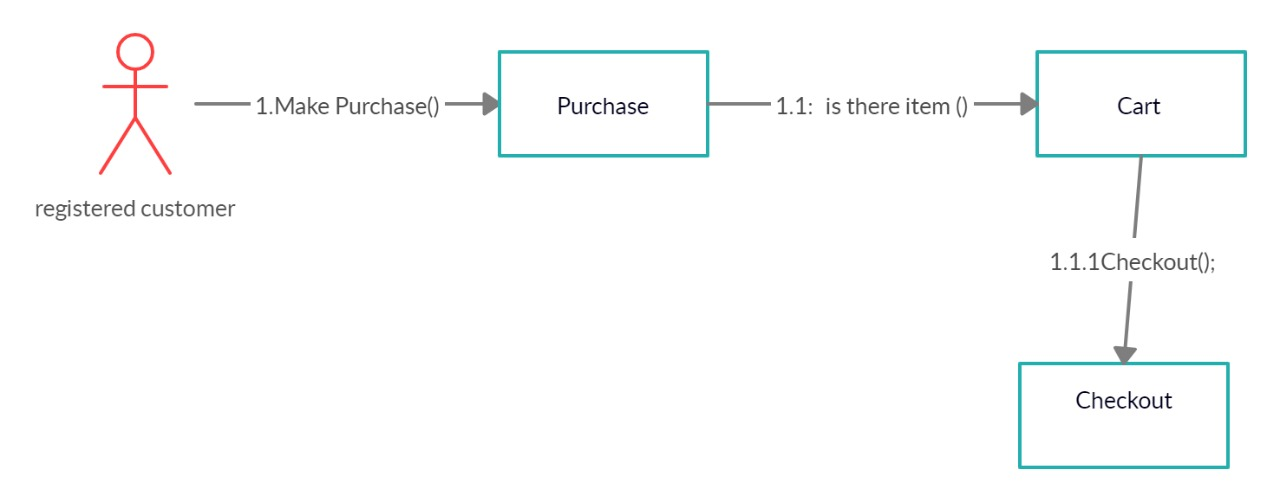 1.Make Purchase()
Purchase
1.1:  is there item ()
Cart
registered customer
1.1.1Checkout();
Checkout